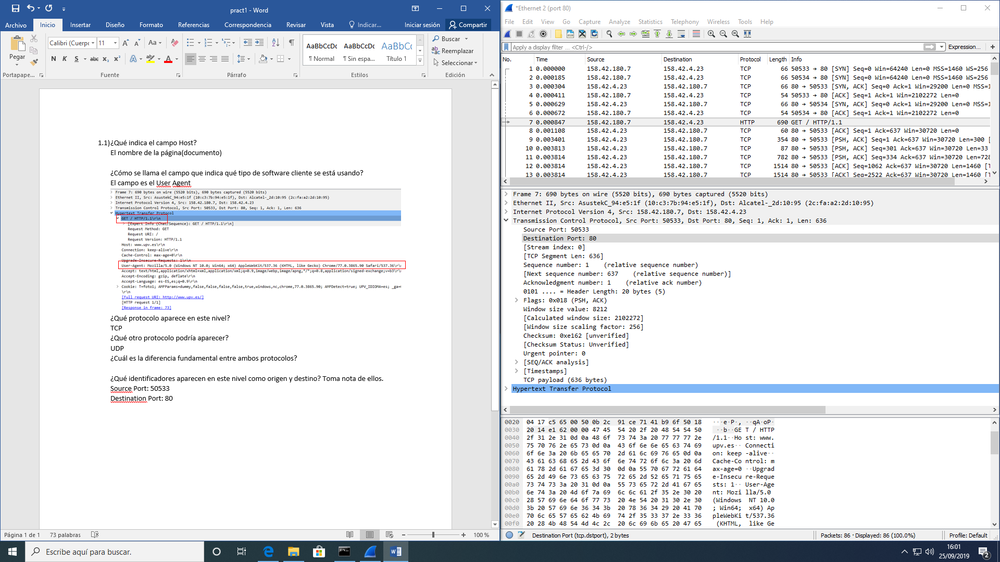 pract1 - Word
Archivo Inicio Insertar Diseño Formato Referencias Correspondencia Revisar Vista Indicar... Iniciar sesión Compartir
Pegar
Calibri (Cuerpc 11 Aa
N K S abc x₂ x² A A
AaBbCcDc AaBbCcDc AaBbCc
¶ Normal ¶ Sin espa... Título 1
Buscar
Reemplazar
Seleccionar
Portapape... Fuente Párrafo Estilos Edición
1.1)¿Qué indica el campo Host?
El nombre de la página(documento)
¿Cómo se llama el campo que indica qué tipo de software cliente se está usando?
El campo es el User Agent
Frame 7: 690 bytes on wire (5520 bits), 690 bytes captured (5520 bits)
Ethernet II, Src: AsustekC_94:e5:1f (10:c3:7b:94:e5:1f), Dst: Alcatel-_2d:10:95 (2c:fa:a2:2d:10:95)
Internet Protocol Version 4, Src: 158.42.180.7, Dst: 158.42.4.23
Transmission Control Protocol, Src Port: 50533, Dst Port: 80, Seq: 1, Ack: 1, Len: 636
Hypertext Transfer Protocol
GET / HTTP/1.1\r\n
[Expert Info (Chat/Sequence): GET / HTTP/1.1\r\n]
Request Method: GET
Request URI: /
Request Version: HTTP/1.1
Host: www.upv.es\r\n
Connection: keep-alive\r\n
Cache-Control: max-age=0\r\n
Upgrade-Insecure-Requests: 1\r\n
User-Agent: Mozilla/5.0 (Windows NT 10.0; Win64; x64) AppleWebKit/537.36 (KHTML, like Gecko) Chrome/77.0.3865.90 Safari/537.36\r\
Accept: text/html,application/xhtml+xml,application/xml;q=0.9,image/webp,image/apng,*/*;q=0.8,application/signed-exchange;v=b3\r\
Accept-Encoding: gzip, deflate\r\n
Accept-Language: es-ES,es;q=0.9\r\n
Cookie: T=foto1; AMFParams=dummy,false,false,false,false,true,windows,nc,chrome,77.0.3865.90; AMFDetect=true; UPV_IDIOMA=es; _ga=
\r\n
[Full request URI: http://www.upv.es/]
[HTTP request 1/1]
[Response in frame: 73]
¿Qué protocolo aparece en este nivel?
TCP
¿Qué otro protocolo podría aparecer?
UDP
¿Cuál es la diferencia fundamental entre ambos protocolos?
¿Qué identificadores aparecen en este nivel como origen y destino? Toma nota de ellos.
Source Port: 50533
Destination Port: 80
Página 1 de 1 73 palabras 100 %
*Ethernet 2 (port 80)
File Edit View Go Capture Analyze Statistics Telephony Wireless Tools Help
Apply a display filter ... <Ctrl-/> Expression... +
No. Time Source Destination Protocol Length Info
1 0.000000 158.42.180.7 158.42.4.23 TCP 66 50533 → 80 [SYN] Seq=0 Win=64240 Len=0 MSS=1460 WS=256
2 0.000185 158.42.180.7 158.42.4.23 TCP 66 50534 → 80 [SYN] Seq=0 Win=64240 Len=0 MSS=1460 WS=256
3 0.000304 158.42.4.23 158.42.180.7 TCP 66 80 → 50533 [SYN, ACK] Seq=0 Ack=1 Win=29200 Len=0 MSS=1
4 0.000411 158.42.180.7 158.42.4.23 TCP 54 50533 → 80 [ACK] Seq=1 Ack=1 Win=2102272 Len=0
5 0.000629 158.42.4.23 158.42.180.7 TCP 66 80 → 50534 [SYN, ACK] Seq=0 Ack=1 Win=29200 Len=0 MSS=1
6 0.000672 158.42.180.7 158.42.4.23 TCP 54 50534 → 80 [ACK] Seq=1 Ack=1 Win=2102272 Len=0
7 0.000847 158.42.180.7 158.42.4.23 HTTP 690 GET / HTTP/1.1
8 0.001108 158.42.4.23 158.42.180.7 TCP 60 80 → 50533 [ACK] Seq=1 Ack=637 Win=30720 Len=0
9 0.003401 158.42.4.23 158.42.180.7 TCP 354 80 → 50533 [PSH, ACK] Seq=1 Ack=637 Win=30720 Len=300 [
10 0.003813 158.42.4.23 158.42.180.7 TCP 87 80 → 50533 [PSH, ACK] Seq=301 Ack=637 Win=30720 Len=33
11 0.003814 158.42.4.23 158.42.180.7 TCP 782 80 → 50533 [PSH, ACK] Seq=334 Ack=637 Win=30720 Len=728
12 0.003814 158.42.4.23 158.42.180.7 TCP 1514 80 → 50533 [ACK] Seq=1062 Ack=637 Win=30720 Len=1460 [T
13 0.003814 158.42.4.23 158.42.180.7 TCP 1514 80 → 50533 [ACK] Seq=2522 Ack=637 Win=30720 Len=1460 [T
Frame 7: 690 bytes on wire (5520 bits), 690 bytes captured (5520 bits)
Ethernet II, Src: AsustekC_94:e5:1f (10:c3:7b:94:e5:1f), Dst: Alcatel-_2d:10:95 (2c:fa:a2:2d:10:95)
Internet Protocol Version 4, Src: 158.42.180.7, Dst: 158.42.4.23
Transmission Control Protocol, Src Port: 50533, Dst Port: 80, Seq: 1, Ack: 1, Len: 636
Source Port: 50533
Destination Port: 80
[Stream index: 0]
[TCP Segment Len: 636]
Sequence number: 1 (relative sequence number)
[Next sequence number: 637 (relative sequence number)]
Acknowledgment number: 1 (relative ack number)
0101 .... = Header Length: 20 bytes (5)
Flags: 0x018 (PSH, ACK)
Window size value: 8212
[Calculated window size: 2102272]
[Window size scaling factor: 256]
Checksum: 0xe162 [unverified]
[Checksum Status: Unverified]
Urgent pointer: 0
[SEQ/ACK analysis]
[Timestamps]
TCP payload (636 bytes)
Hypertext Transfer Protocol
0020 04 17 c5 65 00 50 0b 2c 91 ce 71 41 b9 6f 50 18 ···e·P·, ··qA·oP·
0030 20 14 e1 62 00 00 47 45 54 20 2f 20 48 54 54 50 ··b··GE T / HTTP
0040 2f 31 2e 31 0d 0a 48 6f 73 74 3a 20 77 77 77 2e /1.1··Ho st: www.
0050 75 70 76 2e 65 73 0d 0a 43 6f 6e 6e 65 63 74 69 upv.es·· Connecti
0060 6f 6e 3a 20 6b 65 65 70 2d 61 6c 69 76 65 0d 0a on: keep -alive··
0070 43 61 63 68 65 2d 43 6f 6e 74 72 6f 6c 3a 20 6d Cache-Co ntrol: m
0080 61 78 2d 61 67 65 3d 30 0d 0a 55 70 67 72 61 64 ax-age=0 ··Upgrad
0090 65 2d 49 6e 73 65 63 75 72 65 2d 52 65 71 75 65 e-Insecu re-Reque
00a0 73 74 73 3a 20 31 0d 0a 55 73 65 72 2d 41 67 65 sts: 1·· User-Age
00b0 6e 74 3a 20 4d 6f 7a 69 6c 6c 61 2f 35 2e 30 20 nt: Mozi lla/5.0
00c0 28 57 69 6e 64 6f 77 73 20 4e 54 20 31 30 2e 30 (Windows NT 10.0
00d0 3b 20 57 69 6e 36 34 3b 20 78 36 34 29 20 41 70 ; Win64; x64) Ap
00e0 70 6c 65 57 65 62 4b 69 74 2f 35 33 37 2e 33 36 pleWebKi t/537.36
00f0 20 28 4b 48 54 4d 4c 2c 20 6c 69 6b 65 20 47 65 (KHTML, like Ge
Destination Port (tcp.dstport), 2 bytes Packets: 86 · Displayed: 86 (100.0%) Profile: Default
Escribe aquí para buscar.
16:01
25/09/2019
2